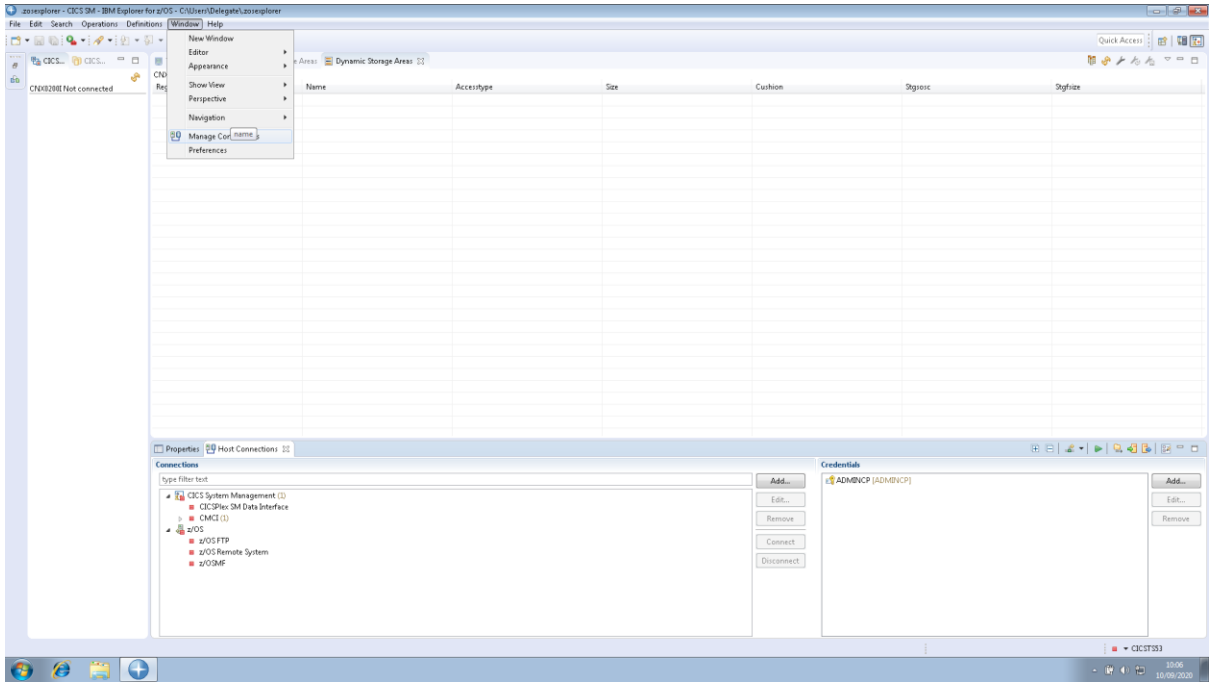 .zosexplorer - CICS SM - IBM Explorer for z/OS - C:\Users\Delegate\.zosexplorer
File Edit Search Operations Definitions Window Help
New Window
Editor
Appearance
Show View
Perspective
Navigation
Manage Con
name
s
Preferences
Quick Access
CICS... CICS...
CNX0200I Not connected
e Areas Dynamic Storage Areas
CNX
Reg Name Accesstype Size Cushion Stgsosc Stgfsize
Properties Host Connections
Connections
type filter text
CICS System Management (1)
CICSPlex SM Data Interface
CMCI (1)
z/OS
z/OS FTP
z/OS Remote System
z/OSMF
Add...
Edit...
Remove
Connect
Disconnect
Credentials
ADMINCP [ADMINCP]
Add...
Edit...
Remove
CICSTS53
10:06
10/09/2020